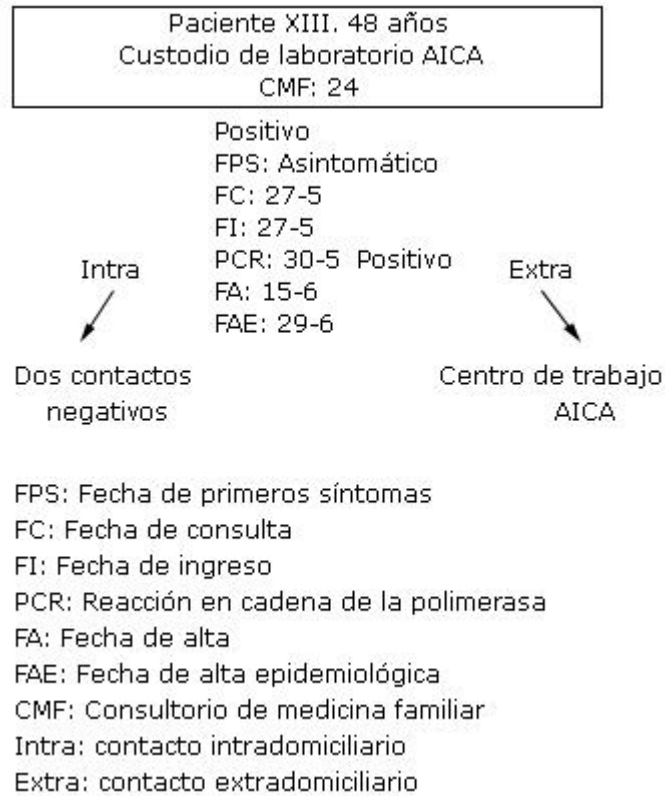 Paciente XIII. 48 años
Custodio de laboratorio AICA
CMF: 24
Positivo
FPS: Asintomático
FC: 27-5
FI: 27-5
PCR: 30-5 Positivo
FA: 15-6
FAE: 29-6
Intra
Extra
Dos contactos
negativos
Centro de trabajo
AICA
FPS: Fecha de primeros síntomas
FC: Fecha de consulta
FI: Fecha de ingreso
PCR: Reacción en cadena de la polimerasa
FA: Fecha de alta
FAE: Fecha de alta epidemiológica
CMF: Consultorio de medicina familiar
Intra: contacto intradomiciliario
Extra: contacto extradomiciliario